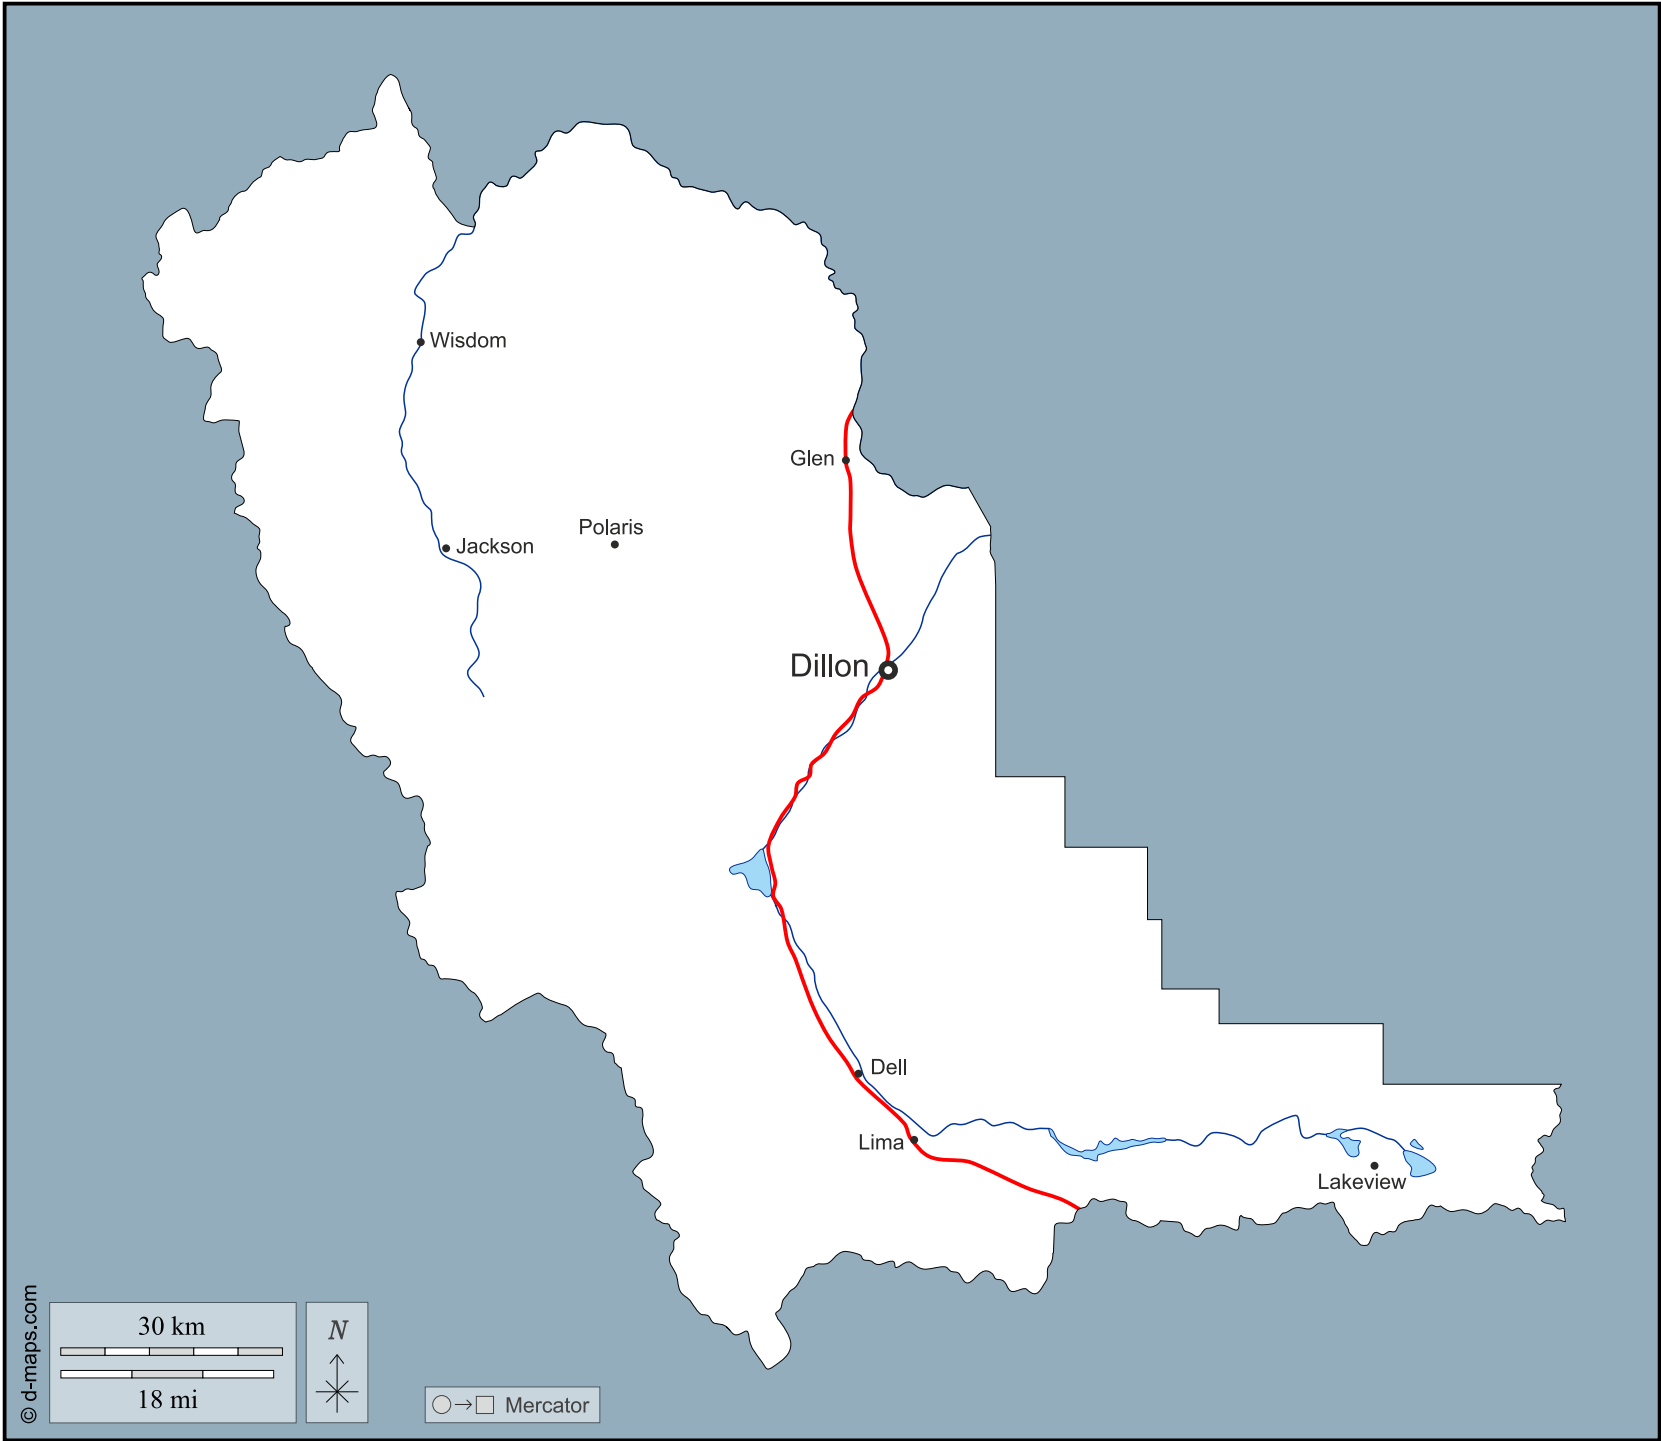 Wisdom
Glen
Polaris
Jackson
Dillon
Dell
Lima
Lakeview
© d-maps.com
30 km
18 mi
N
Mercator